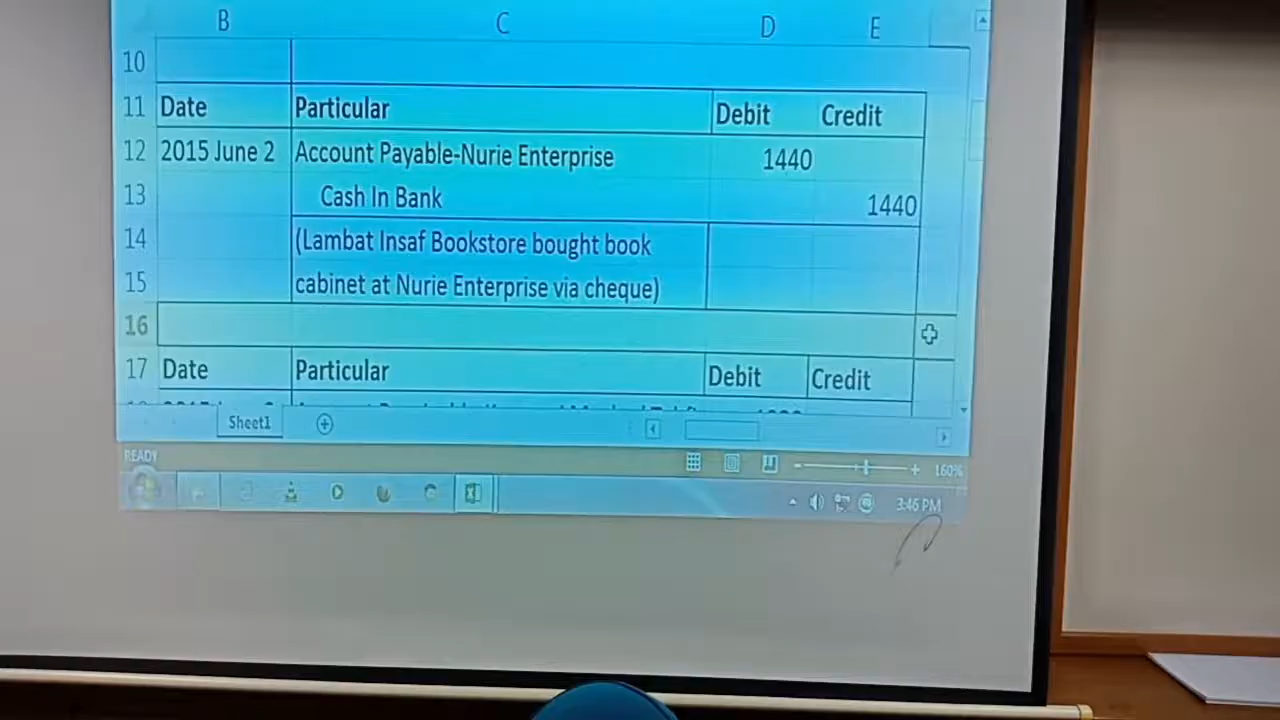 B C D E
10
11 Date Particular Debit Credit
12 2015 June 2 Account Payable-Nurie Enterprise 1440
13 Cash In Bank 1440
14 (Lambat Insaf Bookstore bought book
15 cabinet at Nurie Enterprise via cheque)
16
17 Date Particular Debit Credit
Sheet1
READY 160%
3:46 PM